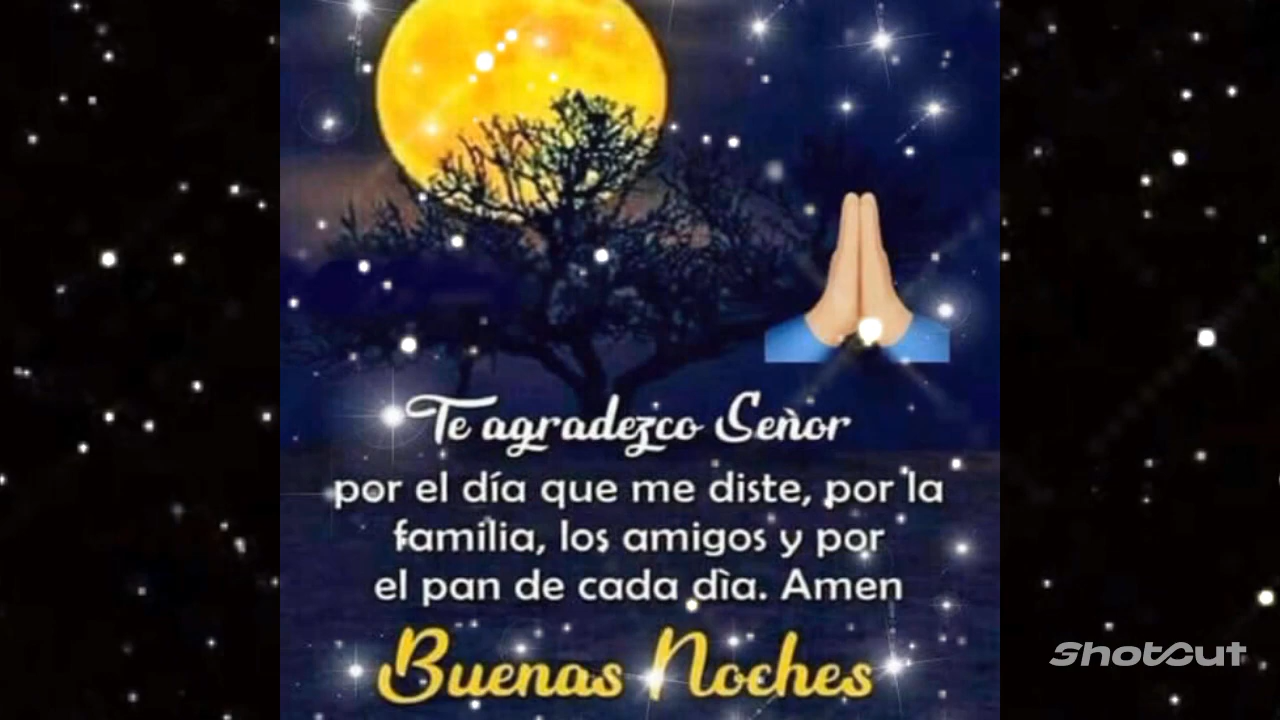 Te agradezco Señor
por el día que me diste, por la
familia, los amigos y por
el pan de cada dìa. Amen
Buenas Noches
ShotCut